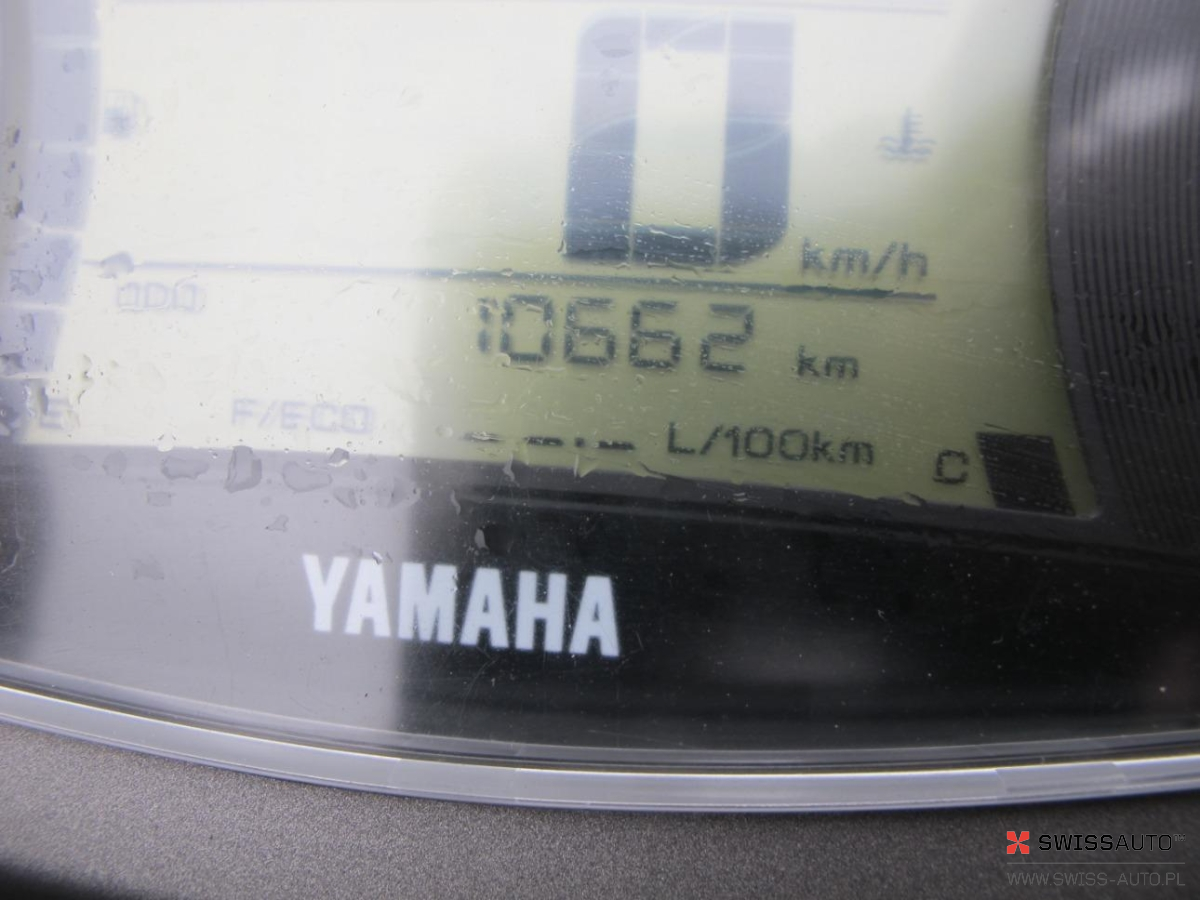 0 km/h
ODO 10662 km
E F/ECO --.- L/100km C
YAMAHA
SWISSAUTO
WWW.SWISS-AUTO.PL